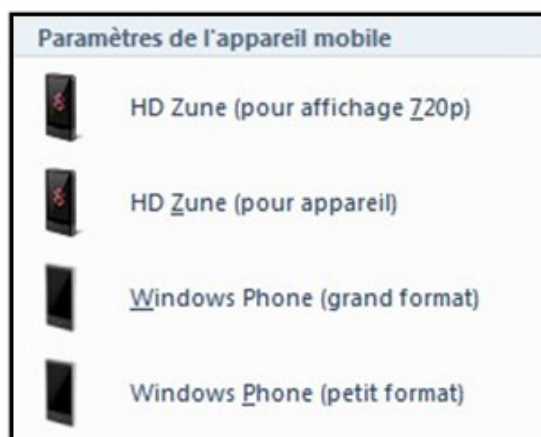 Paramètres de l'appareil mobile
HD Zune (pour affichage 720p)
HD Zune (pour appareil)
Windows Phone (grand format)
Windows Phone (petit format)